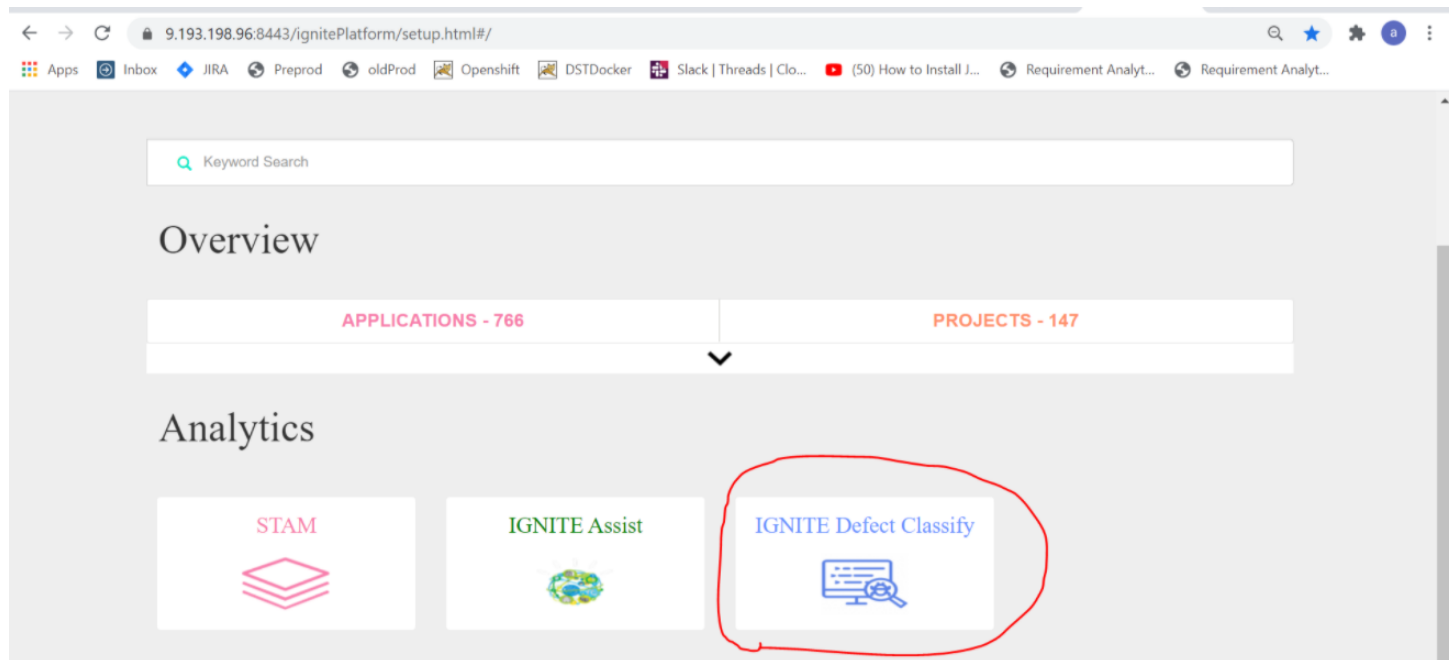 9.193.198.96:8443/ignitePlatform/setup.html#/
a
Apps Inbox JIRA Preprod oldProd Openshift DSTDocker Slack | Threads | Clo... (50) How to Install J... Requirement Analyt... Requirement Analyt...
Keyword Search
Overview
APPLICATIONS - 766 PROJECTS - 147
Analytics
STAM IGNITE Assist IGNITE Defect Classify